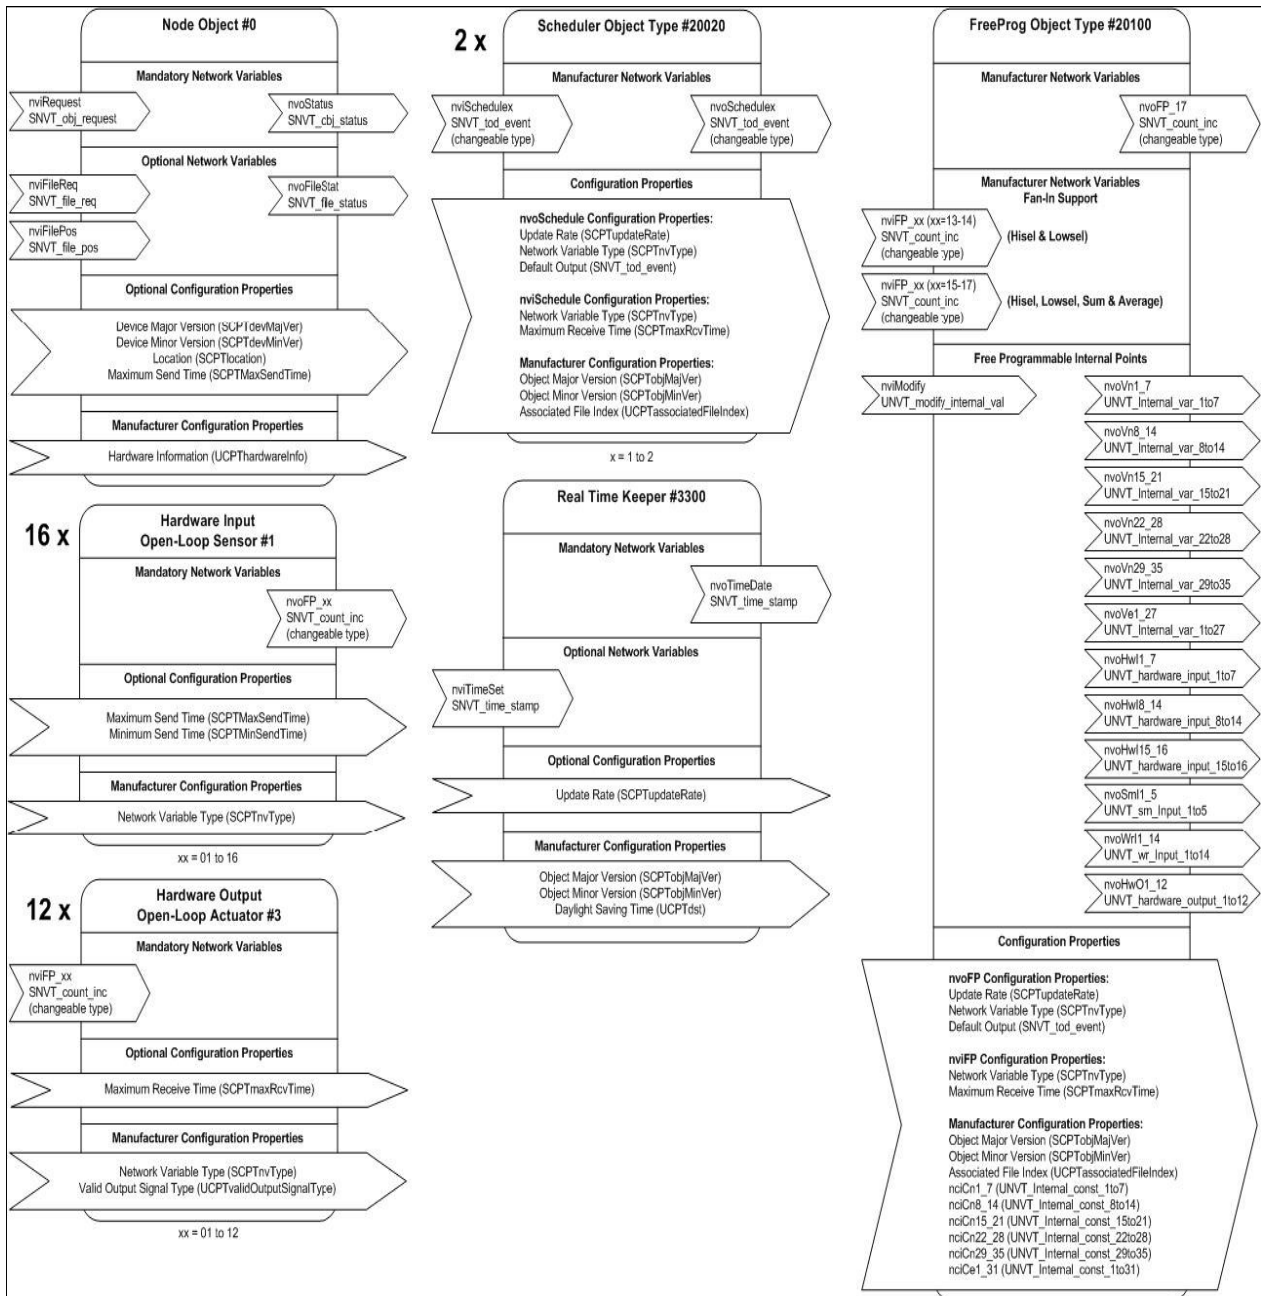 Node Object #0
Mandatory Network Variables
nviRequest
SNVT_obj_request
nvoStatus
SNVT_cbj_status
Optional Network Variables
nviFileReq
SNVT_file_req
nvoFileStat
SNVT_file_status
nviFilePos
SNVT_file_pos
Optional Configuration Properties
Device Major Version (SCPTdevMajVer)
Device Minor Version (SCPTdevMinVer)
Location (SCPTlocation)
Maximum Send Time (SCPTMaxSendTime)
Manufacturer Configuration Properties
Hardware Information (UCPThardwareInfo)
16 x
Hardware Input
Open-Loop Sensor #1
Mandatory Network Variables
nvoFP_xx
SNVT_count_inc
(changeable type)
Optional Configuration Properties
Maximum Send Time (SCPTMaxSendTime)
Minimum Send Time (SCPTMinSendTime)
Manufacturer Configuration Properties
Network Variable Type (SCPTnvType)
xx = 01 to 16
12 x
Hardware Output
Open-Loop Actuator #3
Mandatory Network Variables
nviFP_xx
SNVT_count_inc
(changeable type)
Optional Configuration Properties
Maximum Receive Time (SCPTmaxRcvTime)
Manufacturer Configuration Properties
Network Variable Type (SCPTnvType)
Valid Output Signal Type (UCPTvalidOutputSignalType)
xx = 01 to 12
2 x
Scheduler Object Type #20020
Manufacturer Network Variables
nviSchedulex
SNVT_tod_event
(changeable type)
nvoSchedulex
SNVT_tod_event
(changeable type)
Configuration Properties
nvoSchedule Configuration Properties:
Update Rate (SCPTupdateRate)
Network Variable Type (SCPTnvType)
Default Output (SNVT_tod_event)
nviSchedule Configuration Properties:
Network Variable Type (SCPTnvType)
Maximum Receive Time (SCPTmaxRcvTime)
Manufacturer Configuration Properties:
Object Major Version (SCPTobjMajVer)
Object Minor Version (SCPTobjMinVer)
Associated File Index (UCPTassociatedFileIndex)
x = 1 to 2
Real Time Keeper #3300
Mandatory Network Variables
nvoTimeDate
SNVT_time_stamp
Optional Network Variables
nviTimeSet
SNVT_time_stamp
Optional Configuration Properties
Update Rate (SCPTupdateRate)
Manufacturer Configuration Properties
Object Major Version (SCPTobjMajVer)
Object Minor Version (SCPTobjMinVer)
Daylight Saving Time (UCPTdst)
FreeProg Object Type #20100
Manufacturer Network Variables
nvoFP_17
SNVT_count_inc
(changeable type)
Manufacturer Network Variables
Fan-In Support
nviFP_xx (xx=13-14)
SNVT_count_inc
(changeable type)
(Hisel & Lowsel)
nviFP_xx (xx=15-17)
SNVT_count_inc
(changeable type)
(Hisel, Lowsel, Sum & Average)
Free Programmable Internal Points
nviModify
UNVT_modify_internal_val
nvoVn1_7
UNVT_Internal_var_1to7
nvoVn8_14
UNVT_Internal_var_8to14
nvoVn15_21
UNVT_Internal_var_15to21
nvoVn22_28
UNVT_Internal_var_22to28
nvoVn29_35
UNVT_Internal_var_29to35
nvoVe1_27
UNVT_Internal_var_1to27
nvoHwI1_7
UNVT_hardware_input_1to7
nvoHwI8_14
UNVT_hardware_input_8to14
nvoHwI15_16
UNVT_hardware_input_15to16
nvoSmI1_5
UNVT_sm_Input_1to5
nvoWrI1_14
UNVT_wr_Input_1to14
nvoHwO1_12
UNVT_hardware_output_1to12
Configuration Properties
nvoFP Configuration Properties:
Update Rate (SCPTupdateRate)
Network Variable Type (SCPTnvType)
Default Output (SNVT_tod_event)
nviFP Configuration Properties:
Network Variable Type (SCPTnvType)
Maximum Receive Time (SCPTmaxRcvTime)
Manufacturer Configuration Properties:
Object Major Version (SCPTobjMajVer)
Object Minor Version (SCPTobjMinVer)
Associated File Index (UCPTassociatedFileIndex)
nciCn1_7 (UNVT_Internal_const_1to7)
nciCn8_14 (UNVT_Internal_const_8to14)
nciCn15_21 (UNVT_Internal_const_15to21)
nciCn22_28 (UNVT_Internal_const_22to28)
nciCn29_35 (UNVT_Internal_const_29to35)
nciCe1_31 (UNVT_Internal_const_1to31)